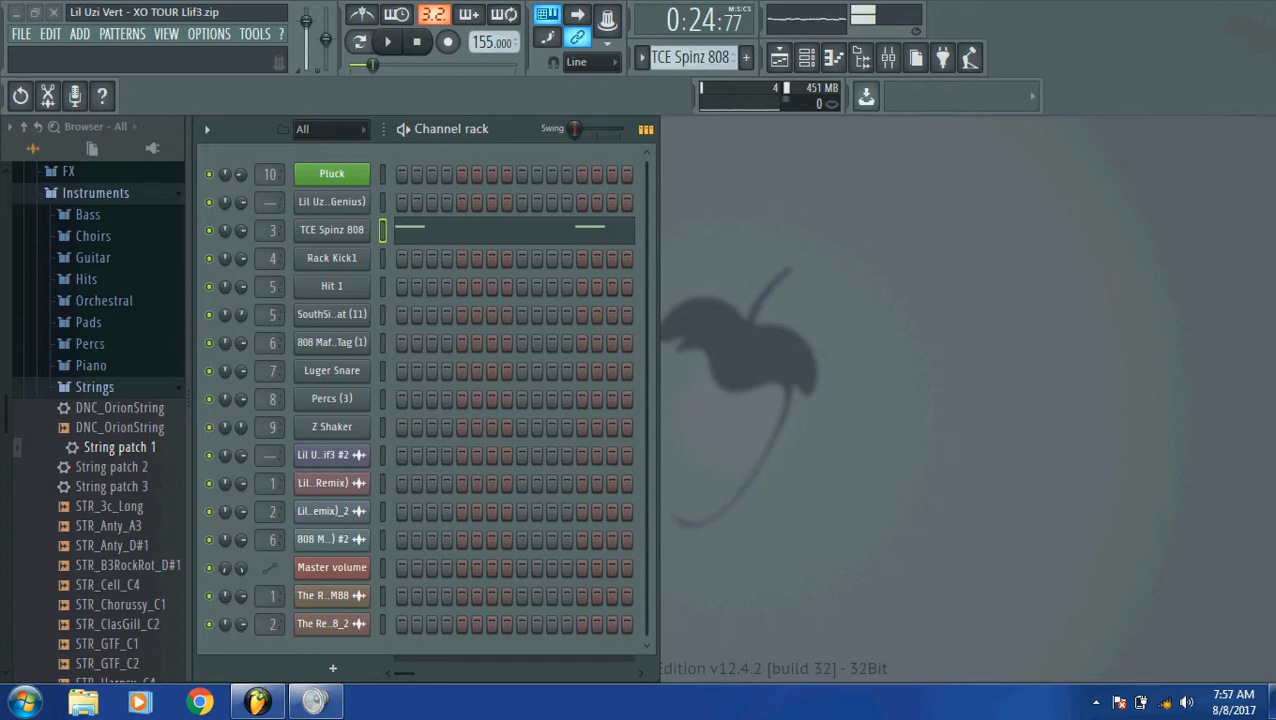 Lil Uzi Vert - XO TOUR Llif3.zip
FILE EDIT ADD PATTERNS VIEW OPTIONS TOOLS ?
3.2.
155.000
Line
0:24:77
M:S:CS
TCE Spinz 808
4
451 MB
0
Browser - All
FX
Instruments
Bass
Choirs
Guitar
Hits
Orchestral
Pads
Percs
Piano
Strings
DNC_OrionString
DNC_OrionString
String patch 1
String patch 2
String patch 3
STR_3c_Long
STR_Anty_A3
STR_Anty_D#1
STR_B3RockRot_D#1
STR_Cell_C4
STR_Chorussy_C1
STR_ClasGill_C2
STR_GTF_C1
STR_GTF_C2
All
Channel rack
Swing
10 Pluck
--- Lil Uz..Genius)
3 TCE Spinz 808
4 Rack Kick1
5 Hit 1
5 SouthSi..at (11)
6 808 Maf..Tag (1)
7 Luger Snare
8 Percs (3)
9 Z Shaker
--- Lil U..if3 #2
1 Lil..Remix)
2 Lil..emix)_2
6 808 M..) #2
Master volume
1 The R..M88
2 The Re..8_2
+
Edition v12.4.2 [build 32] - 32Bit
7:57 AM
8/8/2017